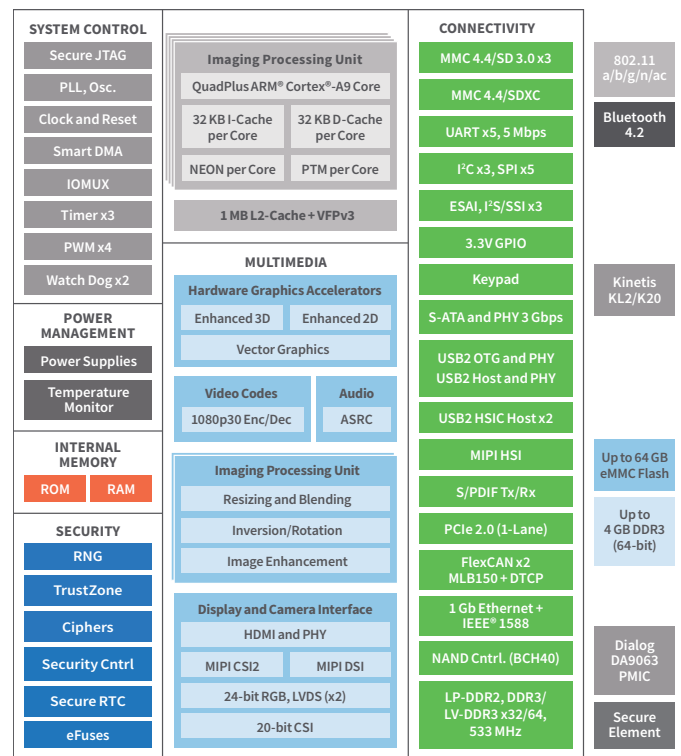 SYSTEM CONTROL
Secure JTAG
PLL, Osc.
Clock and Reset
Smart DMA
IOMUX
Timer x3
PWM x4
Watch Dog x2
POWER
MANAGEMENT
Power Supplies
Temperature
Monitor
INTERNAL
MEMORY
ROM
RAM
SECURITY
RNG
TrustZone
Ciphers
Security Cntrl
Secure RTC
eFuses
Imaging Processing Unit
QuadPlus ARM® Cortex®-A9 Core
32 KB I-Cache
per Core
32 KB D-Cache
per Core
NEON per Core
PTM per Core
1 MB L2-Cache + VFPv3
MULTIMEDIA
Hardware Graphics Accelerators
Enhanced 3D
Enhanced 2D
Vector Graphics
Video Codes
1080p30 Enc/Dec
Audio
ASRC
Imaging Processing Unit
Resizing and Blending
Inversion/Rotation
Image Enhancement
Display and Camera Interface
HDMI and PHY
MIPI CSI2
MIPI DSI
24-bit RGB, LVDS (x2)
20-bit CSI
CONNECTIVITY
MMC 4.4/SD 3.0 x3
MMC 4.4/SDXC
UART x5, 5 Mbps
I²C x3, SPI x5
ESAI, I²S/SSI x3
3.3V GPIO
Keypad
S-ATA and PHY 3 Gbps
USB2 OTG and PHY
USB2 Host and PHY
USB2 HSIC Host x2
MIPI HSI
S/PDIF Tx/Rx
PCIe 2.0 (1-Lane)
FlexCAN x2
MLB150 + DTCP
1 Gb Ethernet +
IEEE® 1588
NAND Cntrl. (BCH40)
LP-DDR2, DDR3/
LV-DDR3 x32/64,
533 MHz
802.11
a/b/g/n/ac
Bluetooth
4.2
Kinetis
KL2/K20
Up to 64 GB
eMMC Flash
Up to
4 GB DDR3
(64-bit)
Dialog
DA9063
PMIC
Secure
Element